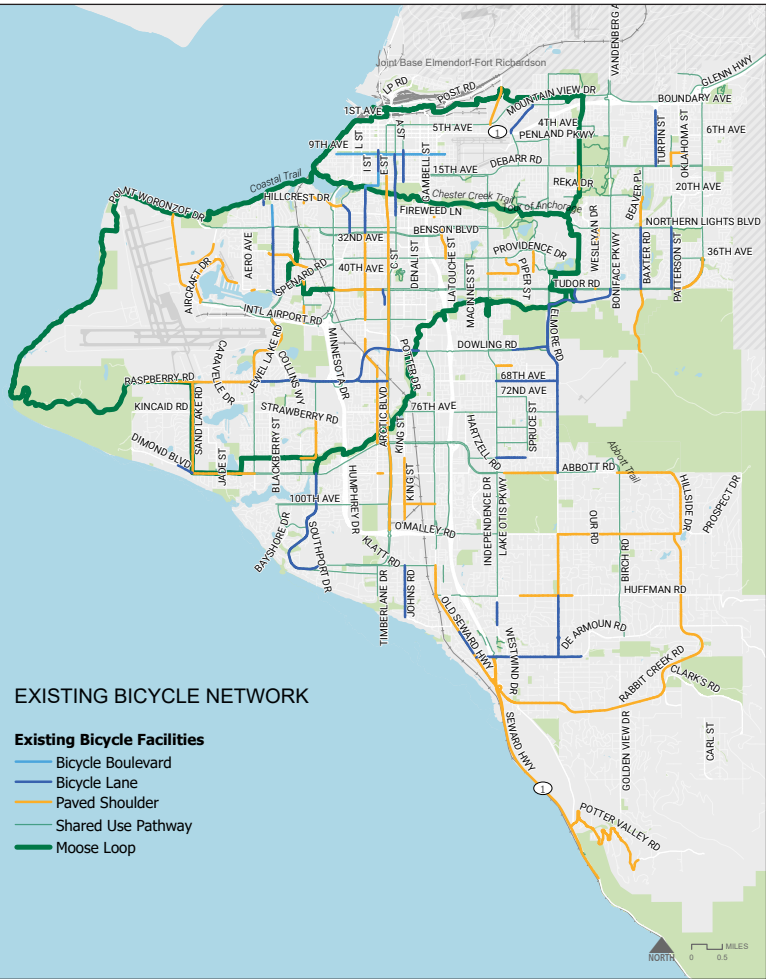 VANDENBERG A
Joint Base Elmendorf-Fort Richardson
GLENN HWY
LP RD
POST RD
MOUNTAIN VIEW DR
BOUNDARY AVE
1ST AVE
5TH AVE
1
4TH AVE
PENLAND PKWY
TURPIN ST
OKLAHOMA ST
6TH AVE
9TH AVE
L ST
I ST
E ST
A ST
GAMBELL ST
15TH AVE
DEBARR RD
Coastal Trail
REKA DR
BEAVER PL
20TH AVE
POINT WORONZOF DR
HILLCREST DR
Chester Creek Trail
FIREWEED LN
NORTHERN LIGHTS BLVD
32ND AVE
BENSON BLVD
PROVIDENCE DR
WESLEYAN DR
BONIFACE PKWY
BAXTER RD
PATTERSON ST
36TH AVE
AIRCRAFT DR
AERO AVE
SPENARD RD
40TH AVE
C ST
DENALI ST
LATOUCHE ST
MACINNES ST
PIPER ST
TUDOR RD
INTL AIRPORT RD
MINNESOTA DR
ELMORE RD
CARAVELLE DR
JEWEL LAKE RD
COLLINS WY
POTTER DR
DOWLING RD
RASPBERRY RD
68TH AVE
72ND AVE
KINCAID RD
SAND LAKE RD
STRAWBERRY RD
76TH AVE
ARCTIC BLVD
KING ST
SPRUCE ST
DIMOND BLVD
JADE ST
BLACKBERRY ST
HARTZELL RD
ABBOTT RD
Abbott Trail
HUMPHREY DR
KING ST
INDEPENDENCE DR
LAKE OTIS PKWY
HILLSIDE DR
PROSPECT DR
100TH AVE
BAYSHORE DR
SOUTHPORT DR
O'MALLEY RD
OUR RD
KLATT RD
BIRCH RD
TIMBERLANE DR
JOHNS RD
HUFFMAN RD
OLD SEWARD HWY
WESTWIND DR
DE ARMOUN RD
RABBIT CREEK RD
CLARK'S RD
SEWARD HWY
GOLDEN VIEW DR
CARL ST
1
POTTER VALLEY RD
EXISTING BICYCLE NETWORK
Existing Bicycle Facilities
Bicycle Boulevard
Bicycle Lane
Paved Shoulder
Shared Use Pathway
Moose Loop
NORTH
0 0.5
MILES